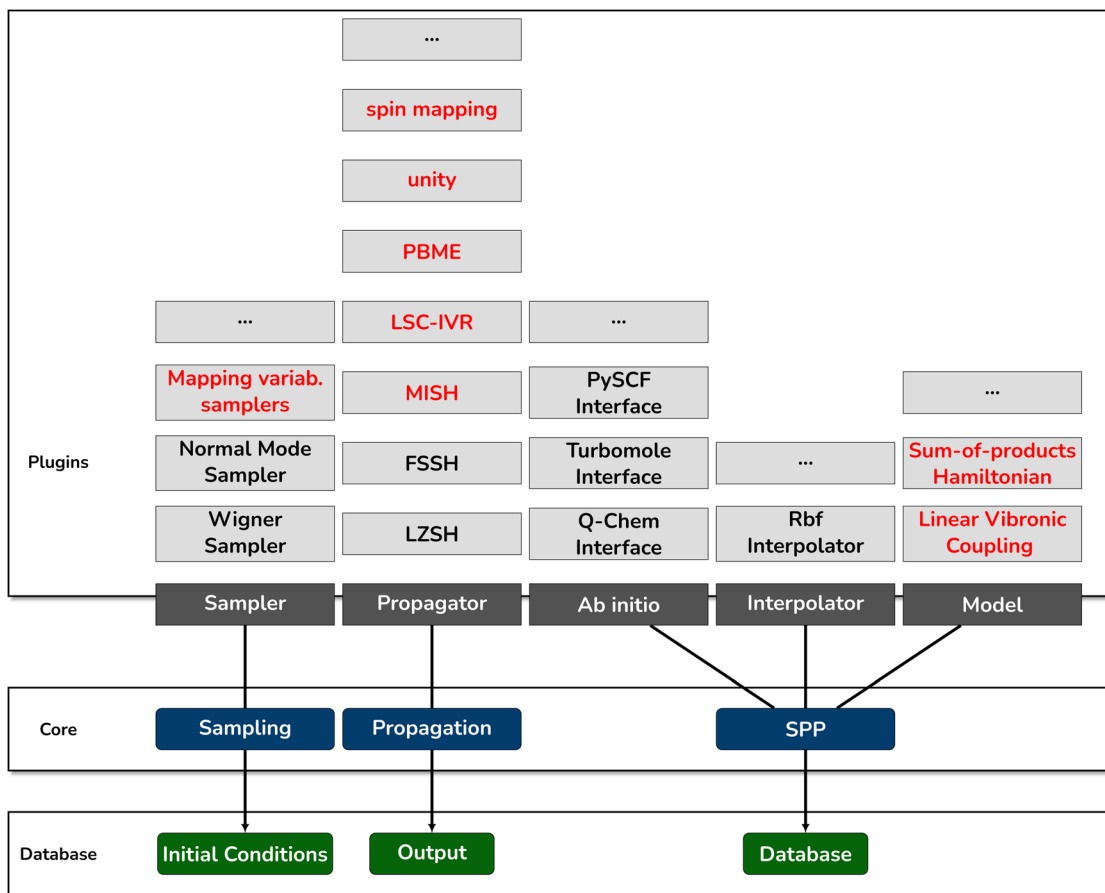 ...
spin mapping
unity
PBME
...
LSC-IVR
...
Mapping variab.
samplers
MISH
PySCF
Interface
...
Plugins
Normal Mode
Sampler
FSSH
Turbomole
Interface
...
Sum-of-products
Hamiltonian
Wigner
Sampler
LZSH
Q-Chem
Interface
Rbf
Interpolator
Linear Vibronic
Coupling
Sampler
Propagator
Ab initio
Interpolator
Model
Core
Sampling
Propagation
SPP
Database
Initial Conditions
Output
Database